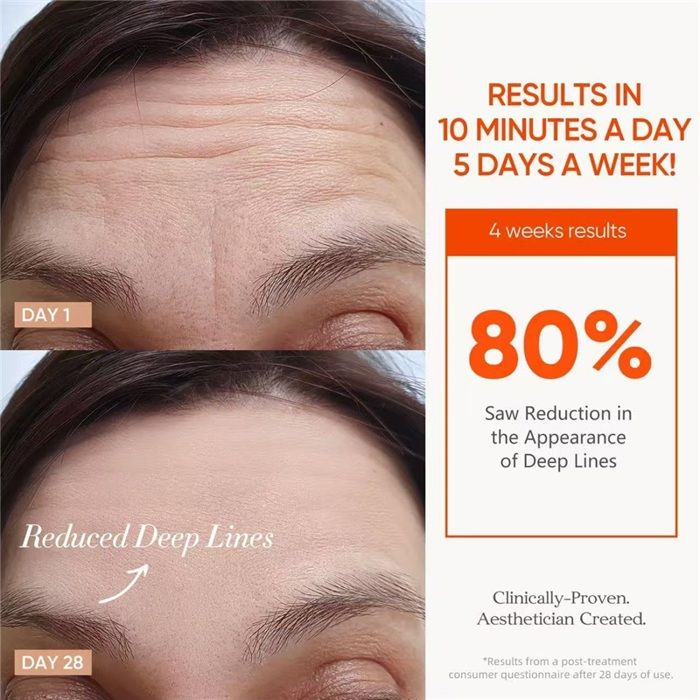 DAY 1
Reduced Deep Lines
DAY 28
RESULTS IN
10 MINUTES A DAY
5 DAYS A WEEK!
4 weeks results
80%
Saw Reduction in
the Appearance
of Deep Lines
Clinically-Proven.
Aesthetician Created.
*Results from a post-treatment
consumer questionnaire after 28 days of use.